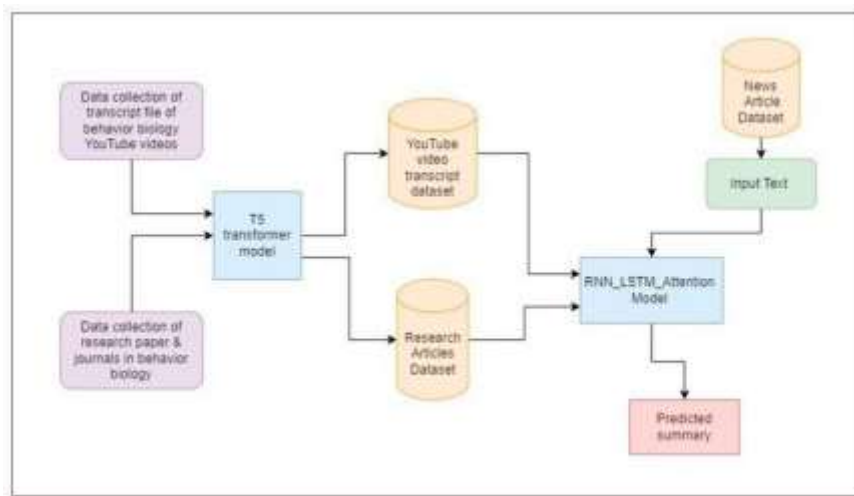 Data collection of
transcript file of
behavior biology
YouTube videos
Data collection of
research paper &
journals in behavior
biology
T5
transformer
model
YouTube
video
transcript
dataset
Research
Articles
Dataset
News
Article
Dataset
Input Text
RNN_LSTM_Attention
Model
Predicted
summary